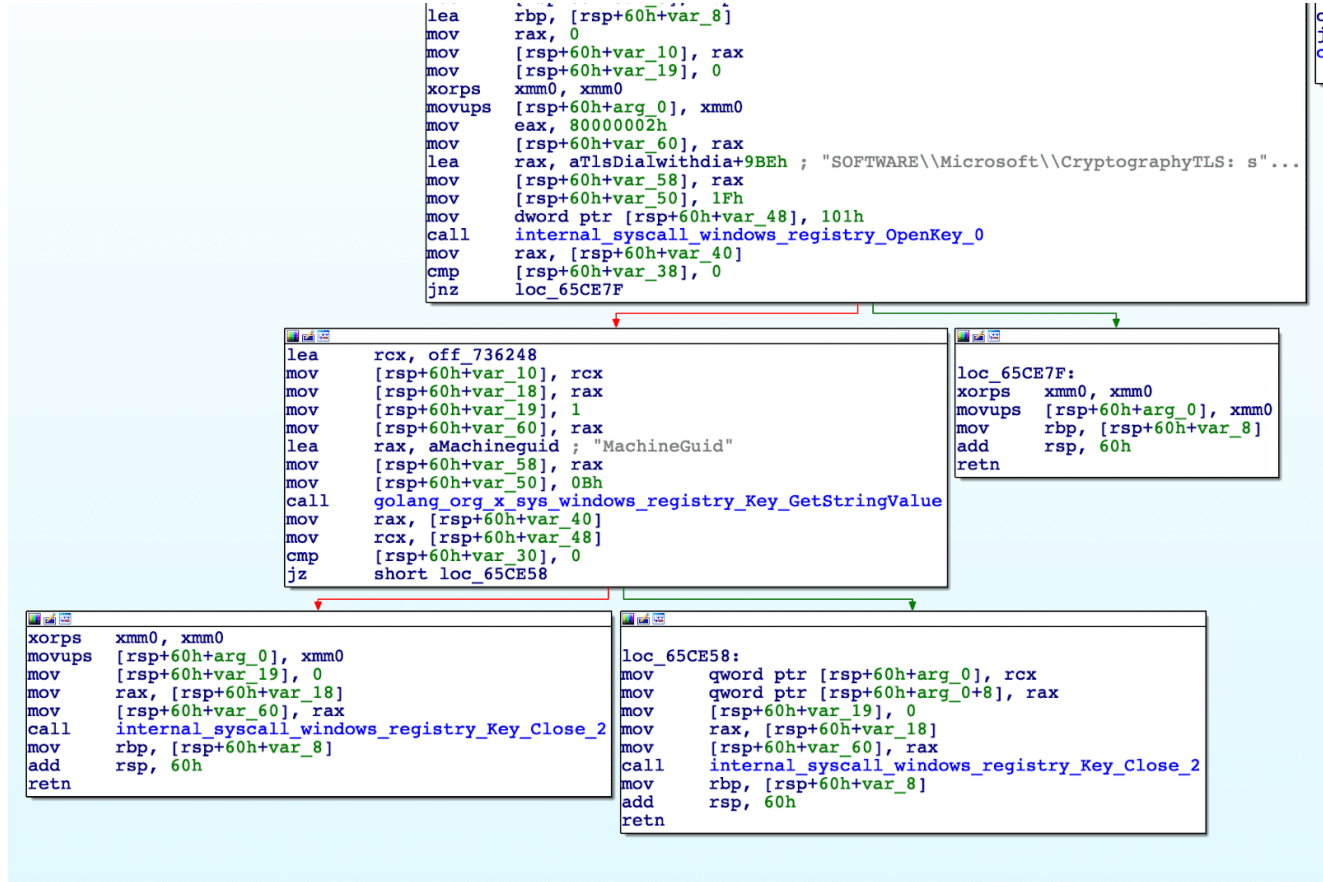 lea rbp, [rsp+60h+var_8]
mov rax, 0
mov [rsp+60h+var_10], rax
mov [rsp+60h+var_19], 0
xorps xmm0, xmm0
movups [rsp+60h+arg_0], xmm0
mov eax, 80000002h
mov [rsp+60h+var_60], rax
lea rax, aTlsDialwithdia+9BEh ; "SOFTWARE\\Microsoft\\CryptographyTLS: s"...
mov [rsp+60h+var_58], rax
mov [rsp+60h+var_50], 1Fh
mov dword ptr [rsp+60h+var_48], 101h
call internal_syscall_windows_registry_OpenKey_0
mov rax, [rsp+60h+var_40]
cmp [rsp+60h+var_38], 0
jnz loc_65CE7F
lea rcx, off_736248
mov [rsp+60h+var_10], rcx
mov [rsp+60h+var_18], rax
mov [rsp+60h+var_19], 1
mov [rsp+60h+var_60], rax
lea rax, aMachineguid ; "MachineGuid"
mov [rsp+60h+var_58], rax
mov [rsp+60h+var_50], 0Bh
call golang_org_x_sys_windows_registry_Key_GetStringValue
mov rax, [rsp+60h+var_40]
mov rcx, [rsp+60h+var_48]
cmp [rsp+60h+var_30], 0
jz short loc_65CE58
loc_65CE7F:
xorps xmm0, xmm0
movups [rsp+60h+arg_0], xmm0
mov rbp, [rsp+60h+var_8]
add rsp, 60h
retn
xorps xmm0, xmm0
movups [rsp+60h+arg_0], xmm0
mov [rsp+60h+var_19], 0
mov rax, [rsp+60h+var_18]
mov [rsp+60h+var_60], rax
call internal_syscall_windows_registry_Key_Close_2
mov rbp, [rsp+60h+var_8]
add rsp, 60h
retn
loc_65CE58:
mov qword ptr [rsp+60h+arg_0], rcx
mov qword ptr [rsp+60h+arg_0+8], rax
mov [rsp+60h+var_19], 0
mov rax, [rsp+60h+var_18]
mov [rsp+60h+var_60], rax
call internal_syscall_windows_registry_Key_Close_2
mov rbp, [rsp+60h+var_8]
add rsp, 60h
retn